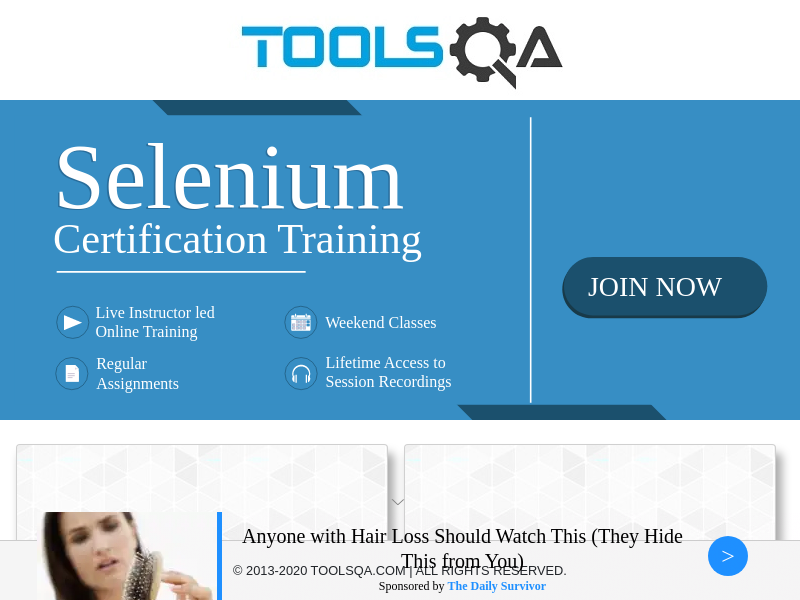 TOOLSQA
Selenium
Certification Training
Live Instructor led
Online Training
Weekend Classes
Regular
Assignments
Lifetime Access to
Session Recordings
JOIN NOW
Anyone with Hair Loss Should Watch This (They Hide
This from You)
>
© 2013-2020 TOOLSQA.COM | ALL RIGHTS RESERVED.
Sponsored by The Daily Survivor